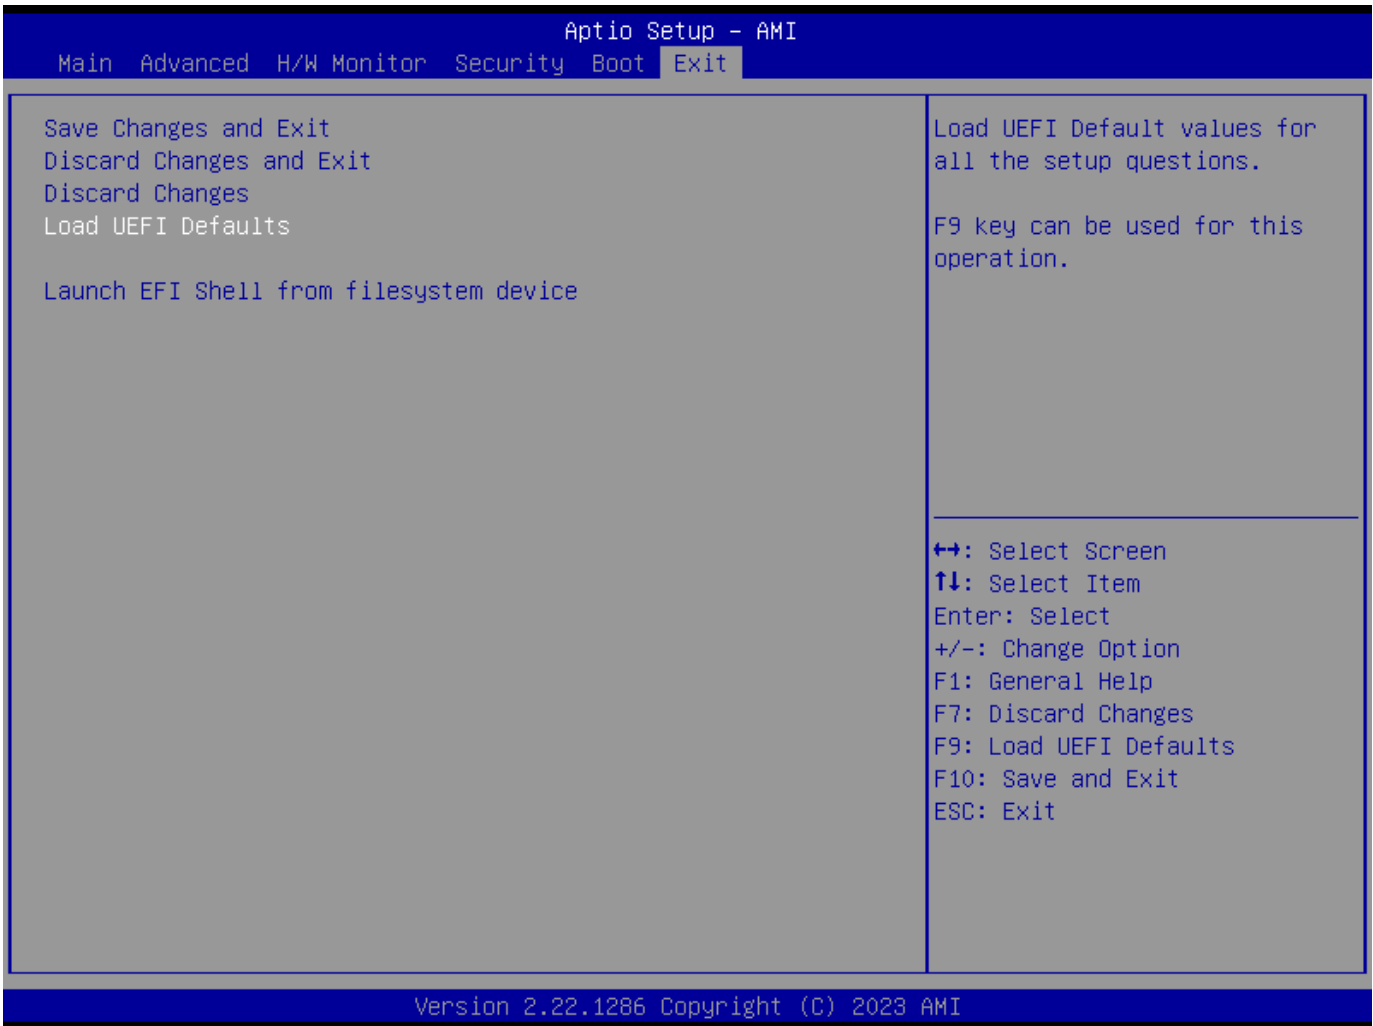 Aptio Setup - AMI
Main Advanced H/W Monitor Security Boot Exit
Save Changes and Exit
Discard Changes and Exit
Discard Changes
Load UEFI Defaults
Launch EFI Shell from filesystem device
Load UEFI Default values for
all the setup questions.
F9 key can be used for this
operation.
↔: Select Screen
↑↓: Select Item
Enter: Select
+/-: Change Option
F1: General Help
F7: Discard Changes
F9: Load UEFI Defaults
F10: Save and Exit
ESC: Exit
Version 2.22.1286 Copyright (C) 2023 AMI